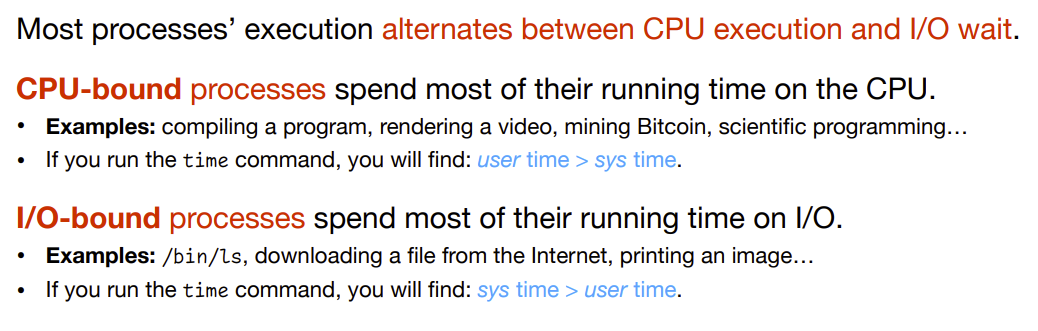 Most processes’ execution alternates between CPU execution and I/O wait.
CPU-bound processes spend most of their running time on the CPU.
• Examples: compiling a program, rendering a video, mining Bitcoin, scientific programming…
• If you run the time command, you will find: user time > sys time.
I/O-bound processes spend most of their running time on I/O.
• Examples: /bin/ls, downloading a file from the Internet, printing an image…
• If you run the time command, you will find: sys time > user time.